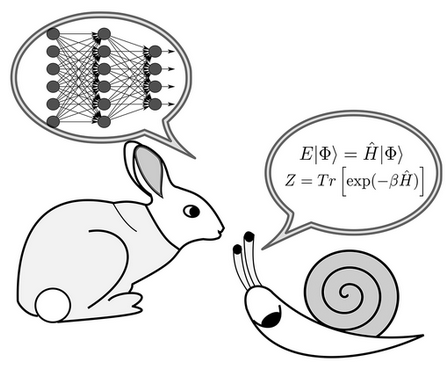 E|Φ⟩ = Ĥ|Φ⟩
Z = Tr [exp(−βĤ)]